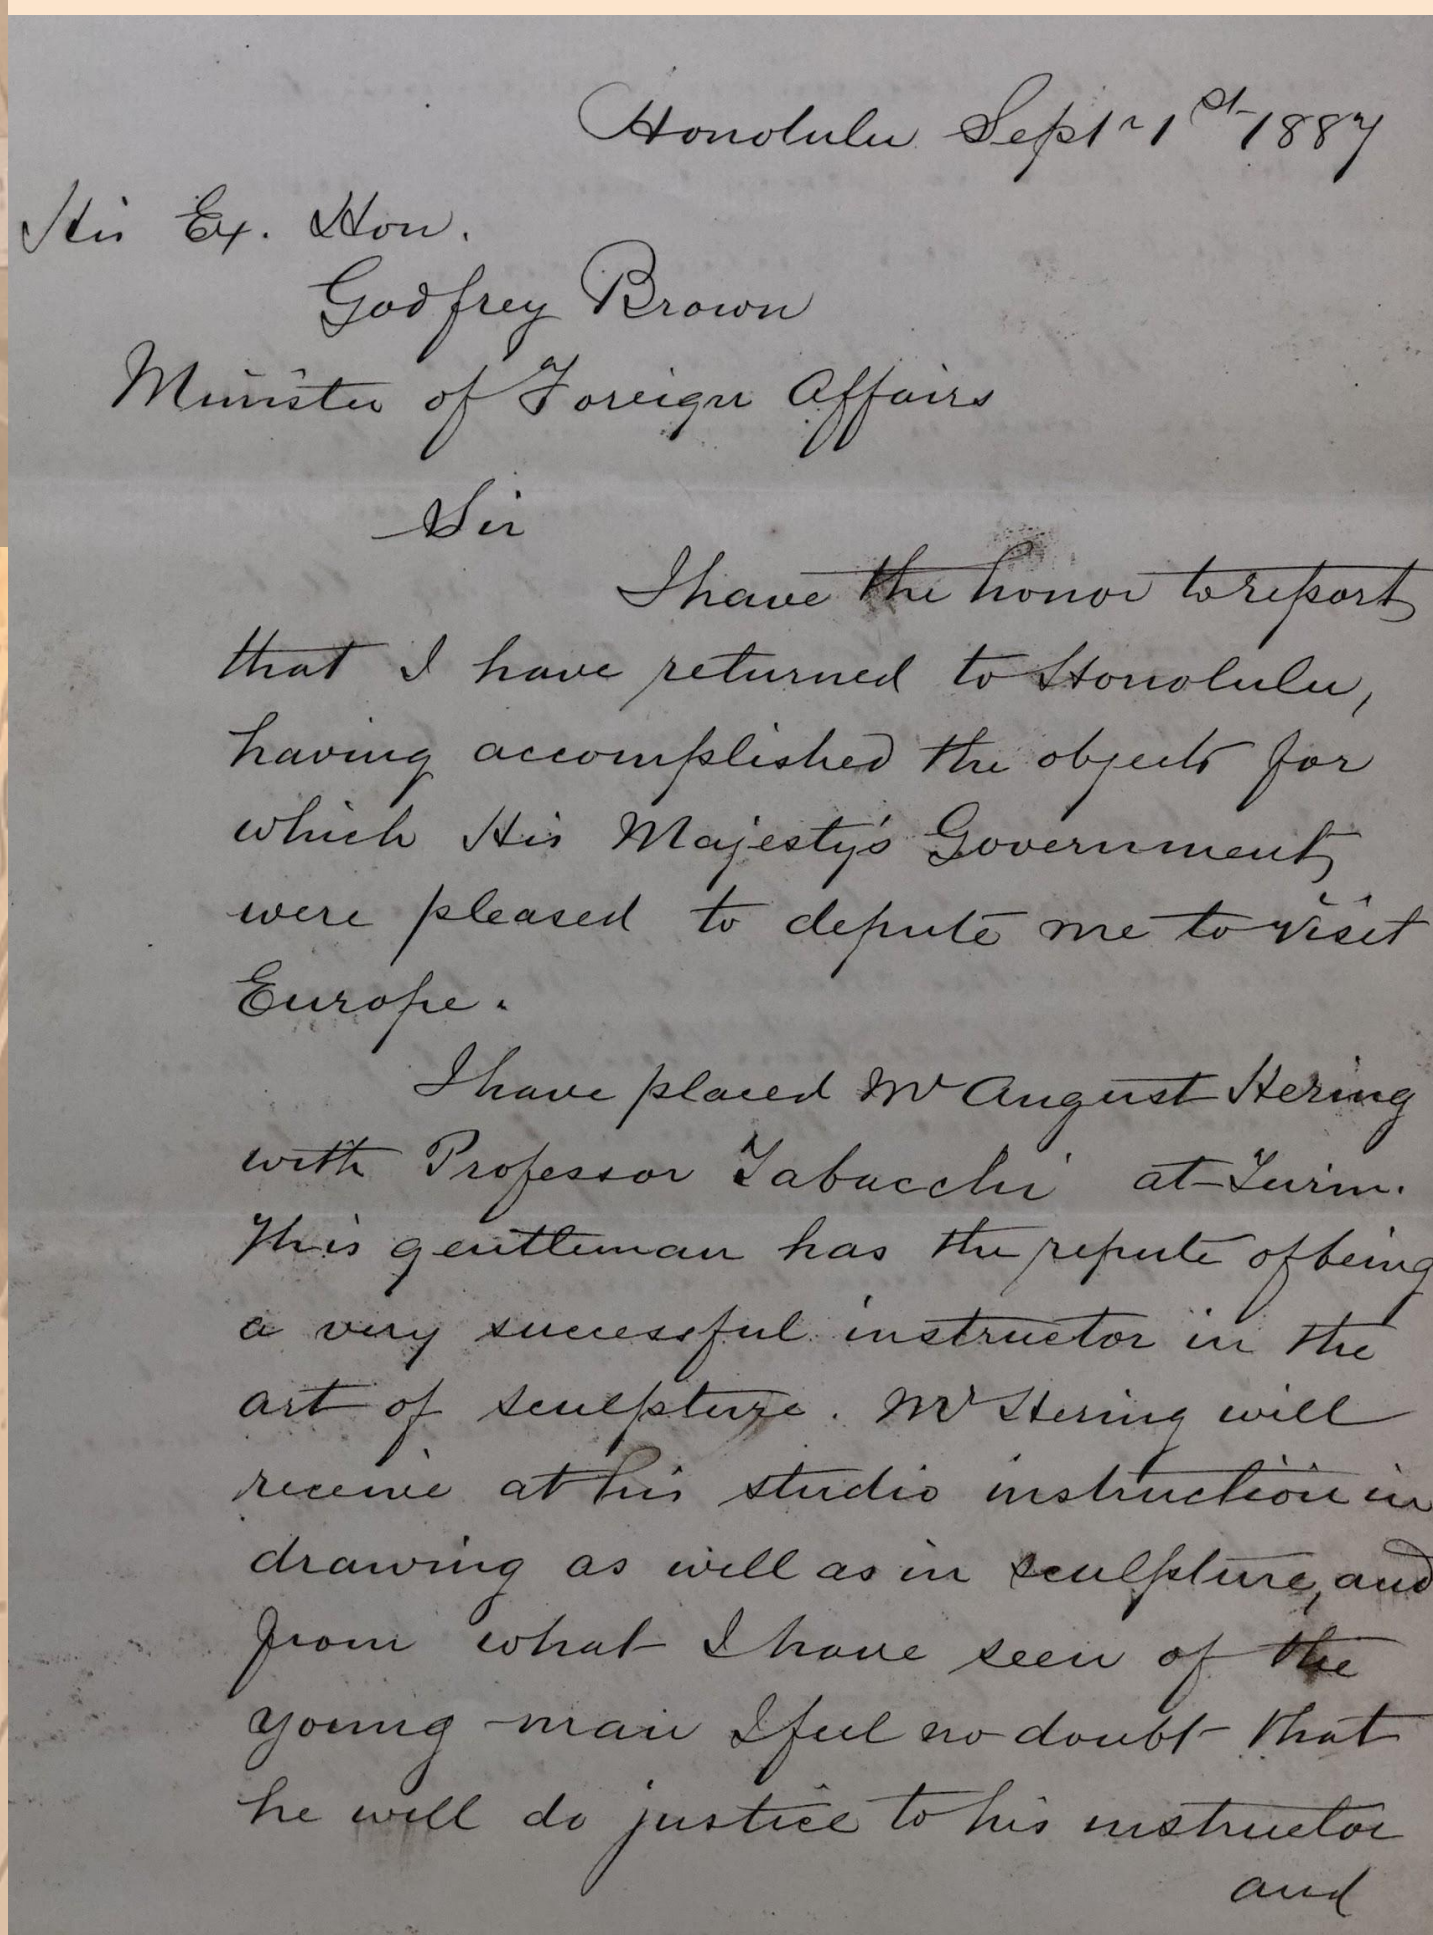 Honolulu Sept 1st 1887
His Ex. Hon.
Godfrey Brown
Minister of Foreign Affairs
Sir
I have the honor to report
that I have returned to Honolulu,
having accomplished the objects for
which His Majesty's Government
were pleased to depute me to visit
Europe.
I have placed Mr August Hering
with Professor Tabacchi at Turin.
This gentleman has the repute of being
a very successful instructor in the
art of sculpture. Mr Hering will
receive at his studio instruction in
drawing as well as in sculpture, and
from what I have seen of the
young man I feel no doubt that
he will do justice to his instructor
and